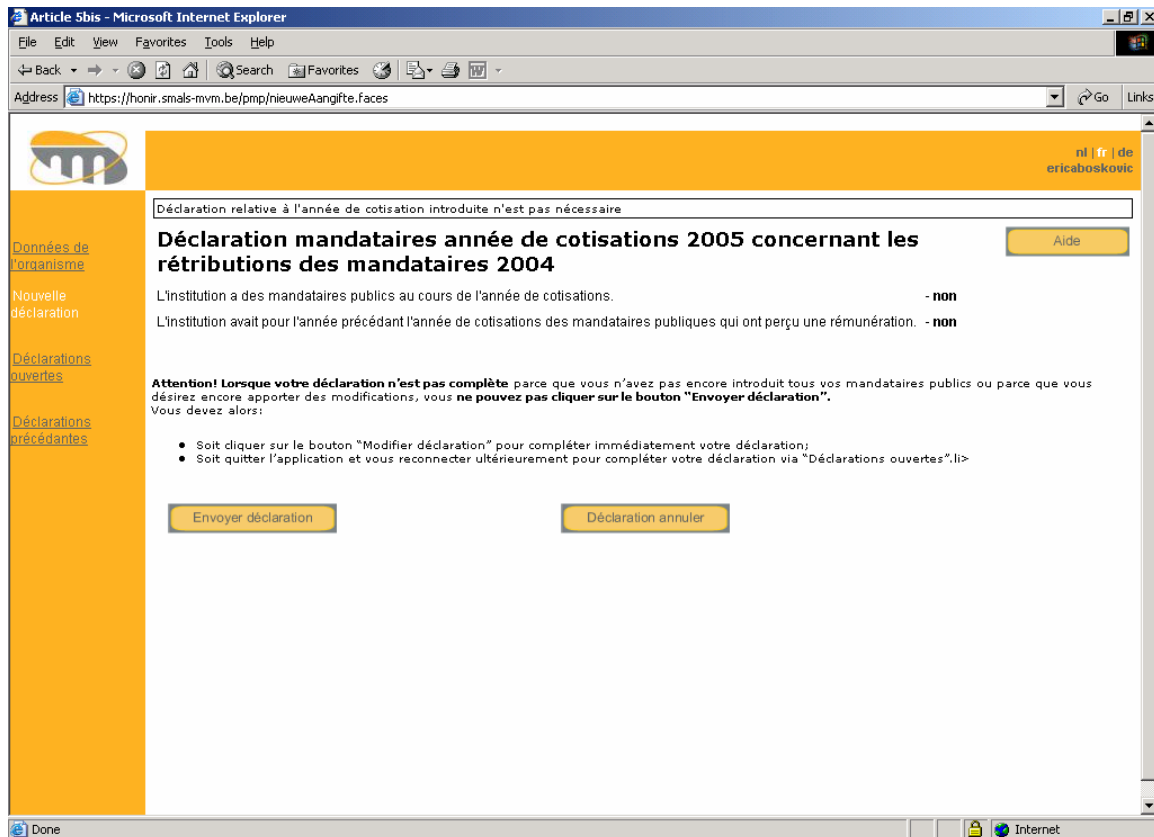 Article 5bis - Microsoft Internet Explorer
File Edit View Favorites Tools Help
Back Search Favorites
Address https://honir.smals-mvm.be/pmp/nieuweAangifte.faces Go Links
nl | fr | de
ericaboskovic
Déclaration relative à l'année de cotisation introduite n'est pas nécessaire
Données de
l'organisme
Nouvelle
déclaration
Déclarations
ouvertes
Déclarations
précédantes
Déclaration mandataires année de cotisations 2005 concernant les
rétributions des mandataires 2004
Aide
L'institution a des mandataires publics au cours de l'année de cotisations. - non
L'institution avait pour l'année précédant l'année de cotisations des mandataires publiques qui ont perçu une rémunération. - non
Attention! Lorsque votre déclaration n'est pas complète parce que vous n'avez pas encore introduit tous vos mandataires publics ou parce que vous
désirez encore apporter des modifications, vous ne pouvez pas cliquer sur le bouton "Envoyer déclaration".
Vous devez alors:
• Soit cliquer sur le bouton "Modifier déclaration" pour compléter immédiatement votre déclaration;
• Soit quitter l'application et vous reconnecter ultérieurement pour compléter votre déclaration via "Déclarations ouvertes".li>
Envoyer déclaration Déclaration annuler
Done Internet